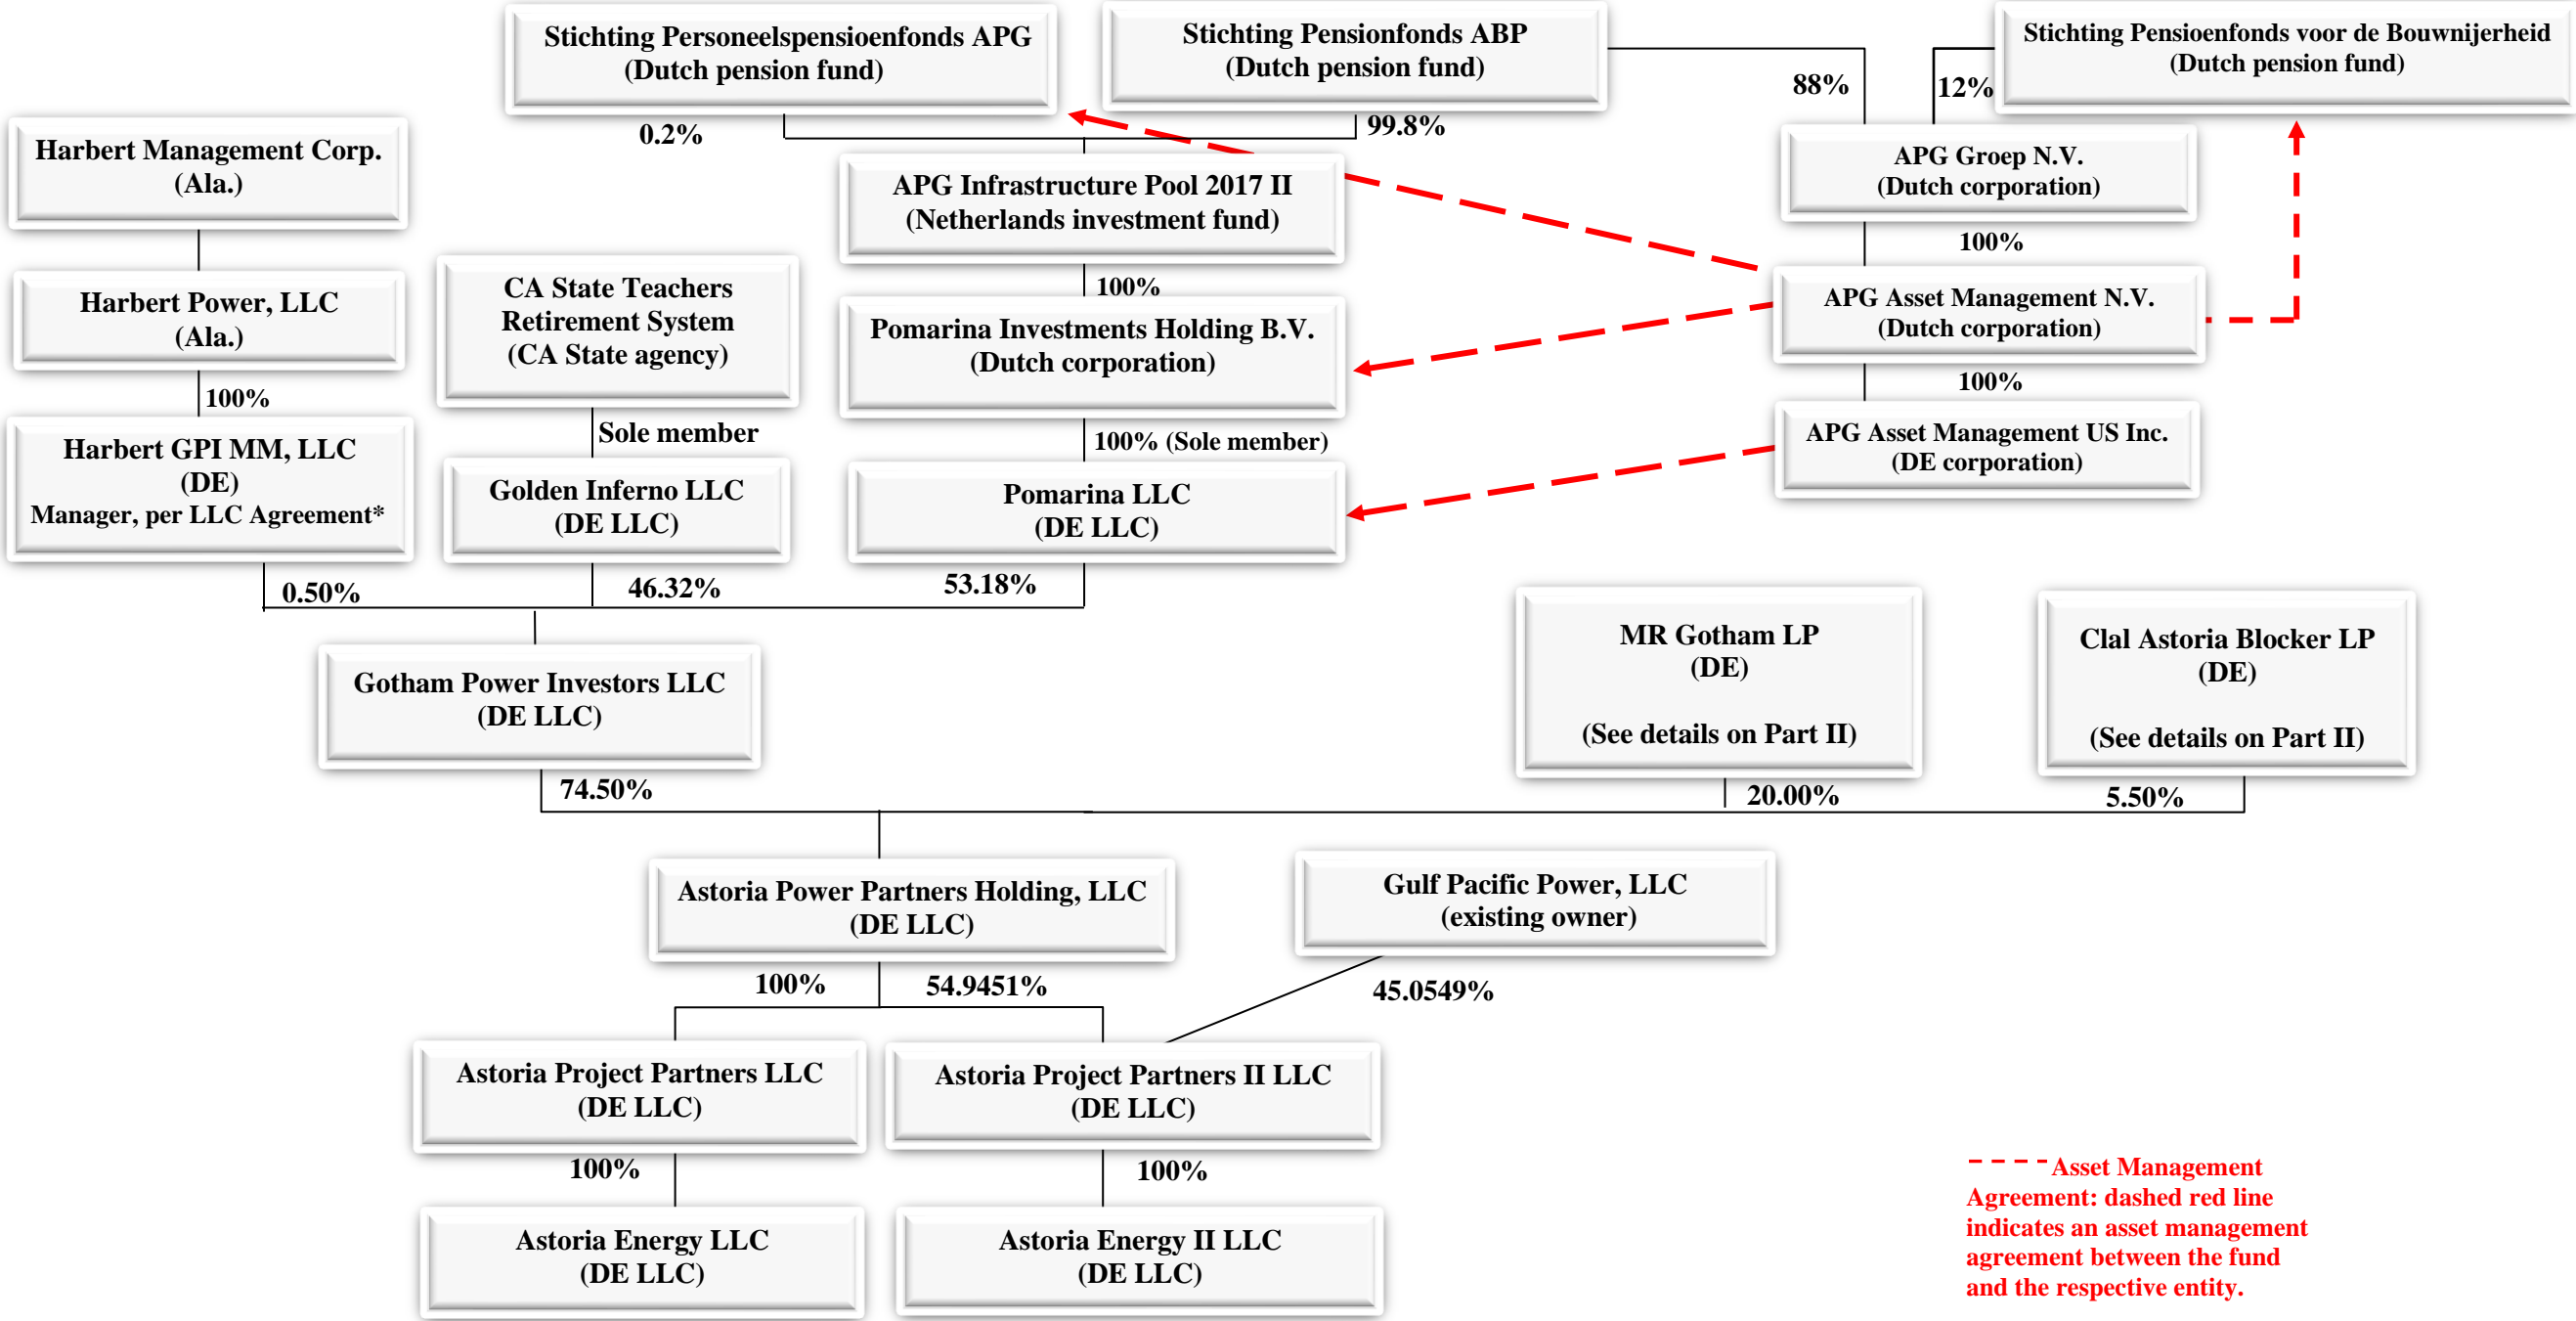 Stichting Personeelspensioenfonds APG
(Dutch pension fund)
Stichting Pensionfonds ABP
(Dutch pension fund)
Stichting Pensioenfonds voor de Bouwnijerheid
(Dutch pension fund)
88%
12%
0.2%
99.8%
Harbert Management Corp.
(Ala.)
APG Infrastructure Pool 2017 II
(Netherlands investment fund)
APG Groep N.V.
(Dutch corporation)
100%
100%
Harbert Power, LLC
(Ala.)
CA State Teachers
Retirement System
(CA State agency)
Pomarina Investments Holding B.V.
(Dutch corporation)
APG Asset Management N.V.
(Dutch corporation)
100%
100%
Sole member
100% (Sole member)
Harbert GPI MM, LLC
(DE)
Manager, per LLC Agreement*
Golden Inferno LLC
(DE LLC)
Pomarina LLC
(DE LLC)
APG Asset Management US Inc.
(DE corporation)
0.50%
46.32%
53.18%
Gotham Power Investors LLC
(DE LLC)
MR Gotham LP
(DE)
(See details on Part II)
Clal Astoria Blocker LP
(DE)
(See details on Part II)
74.50%
20.00%
5.50%
Astoria Power Partners Holding, LLC
(DE LLC)
Gulf Pacific Power, LLC
(existing owner)
100%
54.9451%
45.0549%
Astoria Project Partners LLC
(DE LLC)
Astoria Project Partners II LLC
(DE LLC)
100%
100%
Astoria Energy LLC
(DE LLC)
Astoria Energy II LLC
(DE LLC)
Asset Management
Agreement: dashed red line
indicates an asset management
agreement between the fund
and the respective entity.